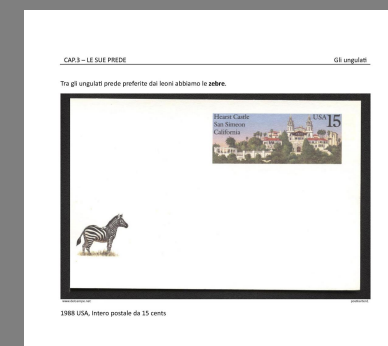 CAP.3 – LE SUE PREDE Gli ungulati
Tra gli ungulati prede preferite dai leoni abbiamo le zebre.
Hearst Castle
San Simeon
California
USA 15
1988 USA, Intero postale da 15 cents